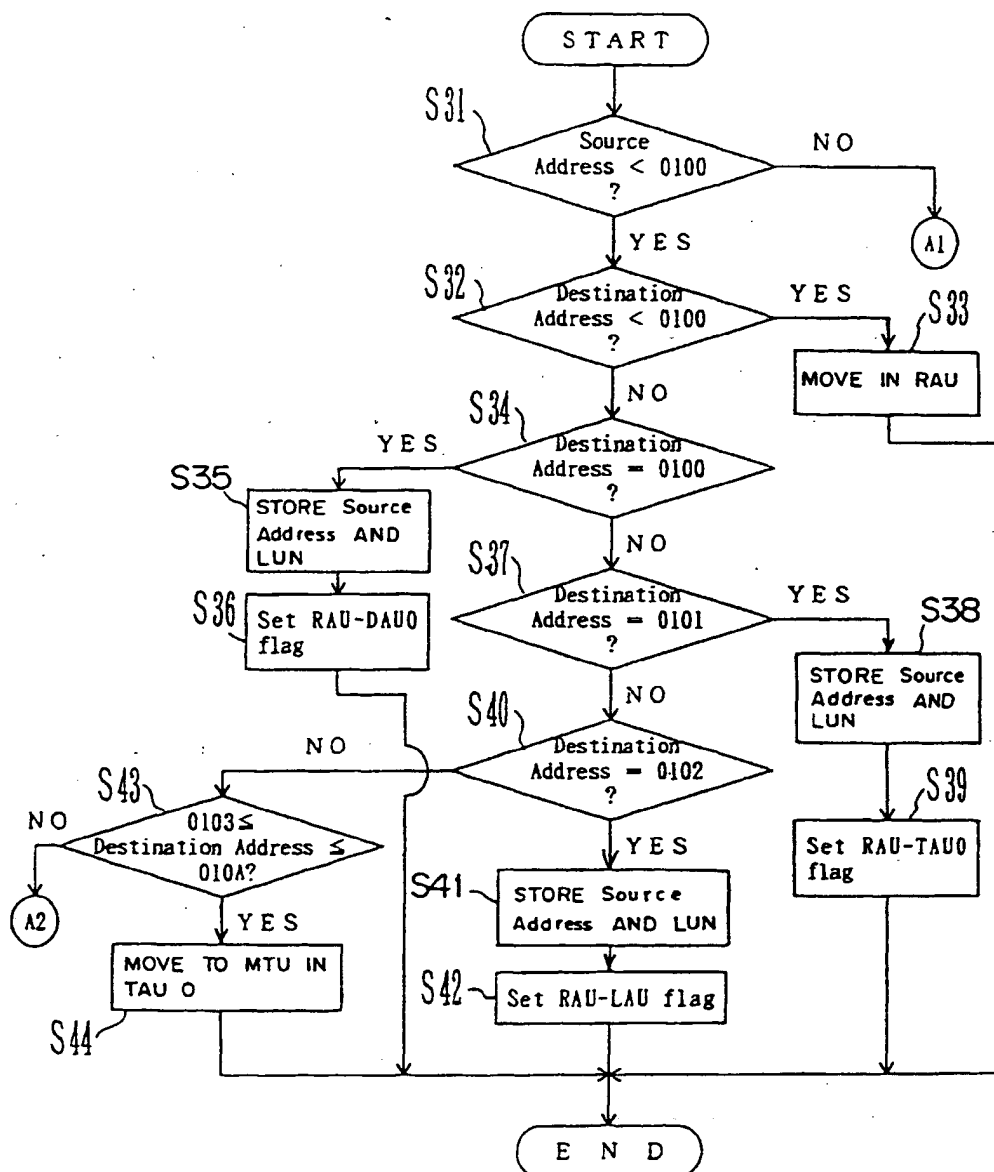 START
S31
Source
Address < 0100
?
NO
A1
YES
S32
Destination
Address < 0100
?
YES
S33
MOVE IN RAU
NO
S34
Destination
Address = 0100
?
YES
S35
STORE Source
Address AND
LUN
NO
S36
Set RAU-DAU0
flag
S37
Destination
Address = 0101
?
YES
S38
STORE Source
Address AND
LUN
NO
S40
Destination
Address = 0102
?
NO
S39
Set RAU-TAU0
flag
S43
0103≤
Destination Address ≤
010A?
NO
A2
YES
YES
S41
STORE Source
Address AND LUN
MOVE TO MTU IN
TAU 0
S44
S42
Set RAU-LAU flag
END